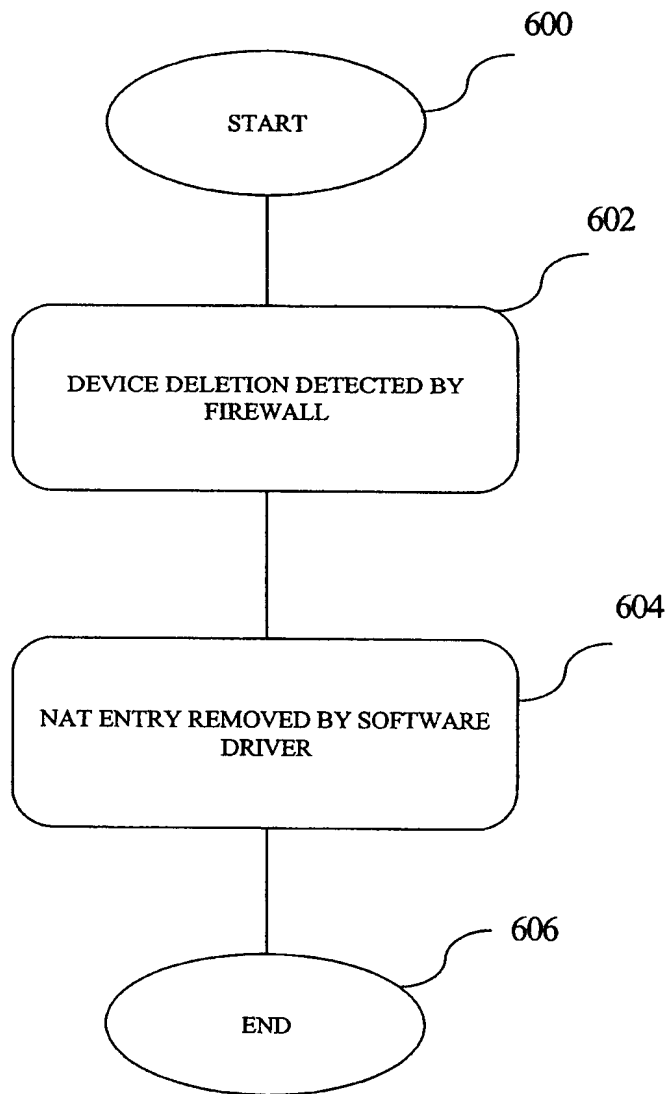 600
START
602
DEVICE DELETION DETECTED BY
FIREWALL
604
NAT ENTRY REMOVED BY SOFTWARE
DRIVER
606
END